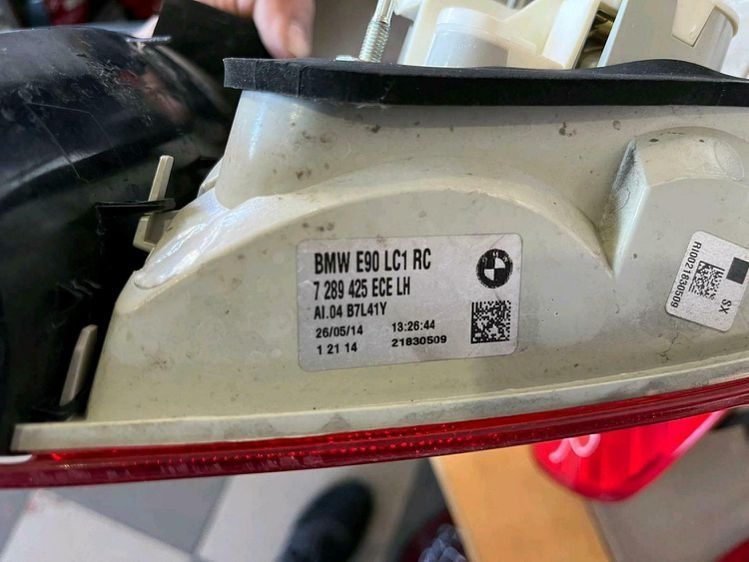 BMW E90 LC1 RC
7 289 425 ECE LH
AI.04 B7L41Y
26/05/14 13:26:44
1 21 14 21830509
SX
RI0021830509